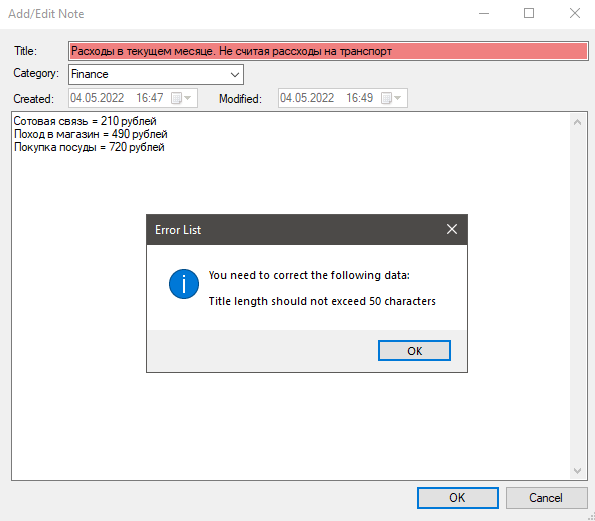 Add/Edit Note
Title: Расходы в текущем месяце. Не считая рассходы на транспорт
Category: Finance
Created: 04.05.2022 16:47 Modified: 04.05.2022 16:49
Сотовая связь = 210 рублей
Поход в магазин = 490 рублей
Покупка посуды = 720 рублей
Error List
You need to correct the following data:
Title length should not exceed 50 characters
OK
OK Cancel